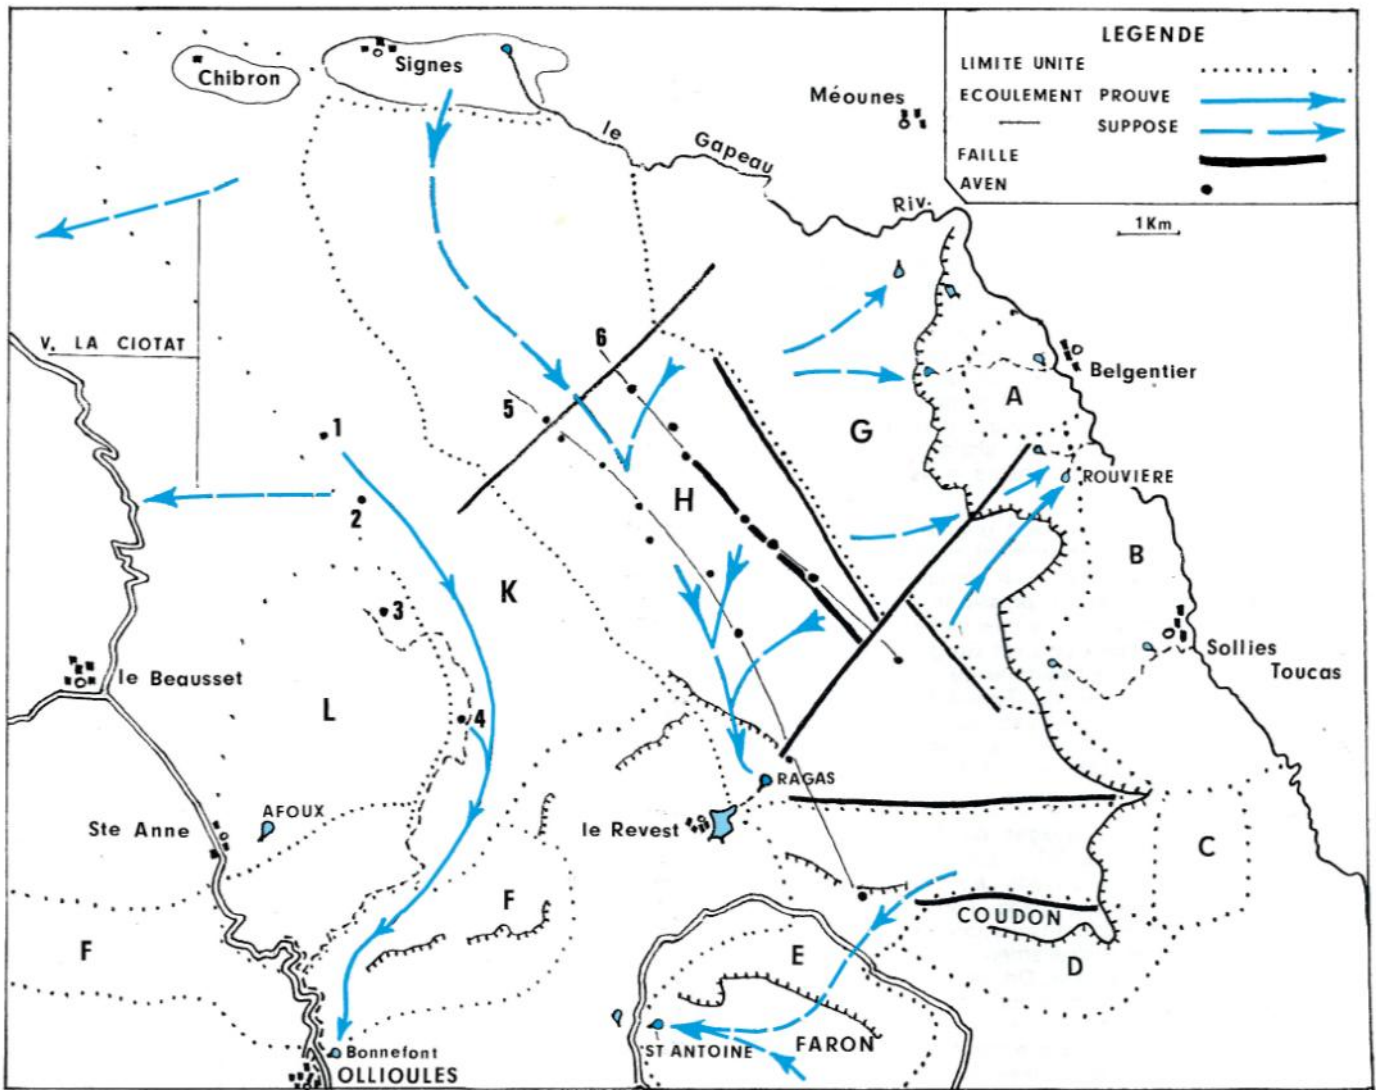 LEGENDE
LIMITE UNITE
ECOULEMENT PROUVE
SUPPOSE
FAILLE
AVEN
1Km
Chibron
Signes
le Gapeau
Riv.
Méounes
V. LA CIOTAT
6
5
1
2
3
4
Belgentier
A
G
H
ROUVIERE
B
K
Sollies
Toucas
le Beausset
L
RAGAS
AFOUX
Ste Anne
le Revest
C
F
F
COUDON
E
D
ST ANTOINE
FARON
Bonnefont
OLLIOULES